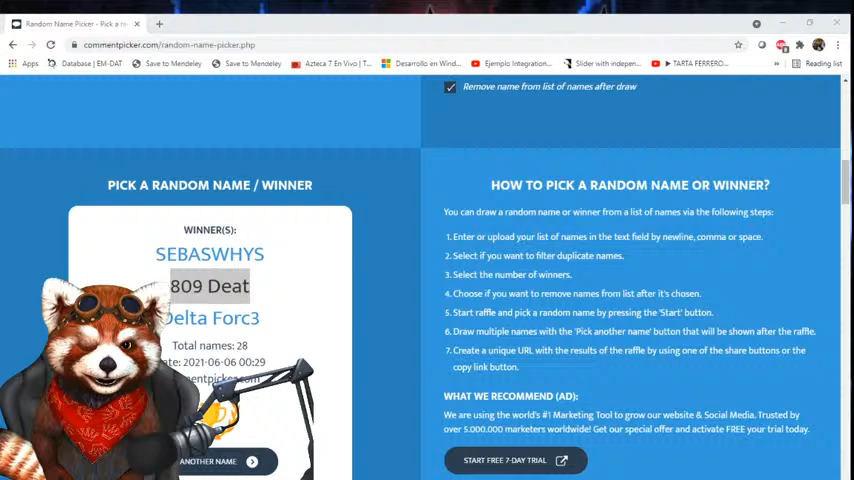 Random Name Picker - Pick a n
commentpicker.com/random-name-picker.php
Apps
Database | EM-DAT
Save to Mendeley
Save to Mendeley
Azteca 7 En Vivo | T...
Desarrollo en Wind...
Ejemplo Integration...
Slider with indepen...
► TARTA FERRERO...
»
Reading list
Remove name from list of names after draw
PICK A RANDOM NAME / WINNER
WINNER(S):
SEBASWHYS
809 Deat
Delta Forc3
Total names: 28
ate: 2021-06-06 00:29
mentpicker.com
ANOTHER NAME
HOW TO PICK A RANDOM NAME OR WINNER?
You can draw a random name or winner from a list of names via the following steps:
1. Enter or upload your list of names in the text field by newline, comma or space.
2. Select if you want to filter duplicate names.
3. Select the number of winners.
4. Choose if you want to remove names from list after it's chosen.
5. Start raffle and pick a random name by pressing the 'Start' button.
6. Draw multiple names with the 'Pick another name' button that will be shown after the raffle.
7. Create a unique URL with the results of the raffle by using one of the share buttons or the
copy link button.
WHAT WE RECOMMEND (AD):
We are using the world's #1 Marketing Tool to grow our website & Social Media. Trusted by
over 5.000.000 marketers worldwide! Get our special offer and activate FREE your trial today.
START FREE 7-DAY TRIAL